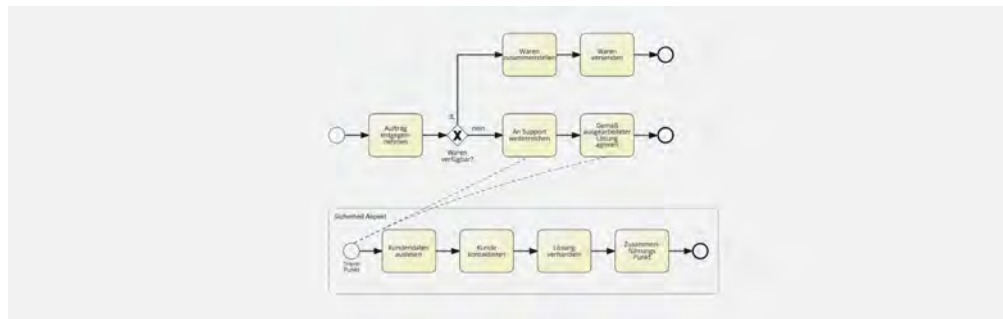 Waren
zusammenstellen
Waren
versenden
ja
Auftrag
entgegen-
nehmen
nein
Waren
verfügbar?
An Support
weiterreichen
Gemäß
ausgearbeiteter
Lösung
agieren
Sicherheit Aspekt
Punkt
Kundendaten
auslesen
Kunde
kontaktieren
Lösung
verhandeln
Zusammen-
führungs
Punkt